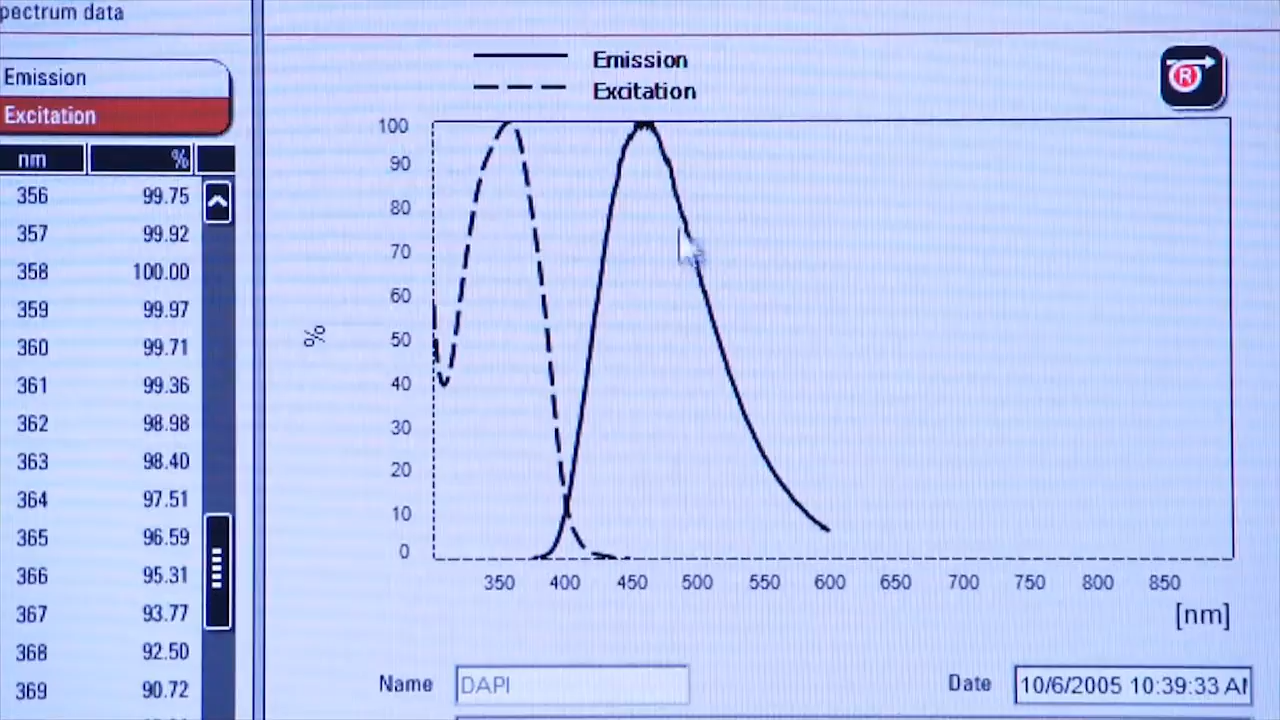 pectrum data
Emission
Excitation
nm %
356 99.75
357 99.92
358 100.00
359 99.97
360 99.71
361 99.36
362 98.98
363 98.40
364 97.51
365 96.59
366 95.31
367 93.77
368 92.50
369 90.72
Emission
Excitation
R
100
90
80
70
60
50
40
30
20
10
0
%
350 400 450 500 550 600 650 700 750 800 850
[nm]
Name DAPI
Date 10/6/2005 10:39:33 AM